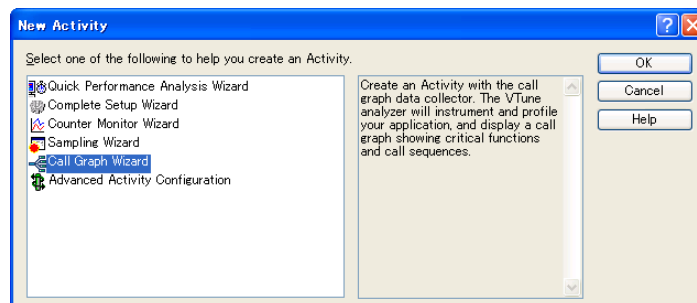 New Activity
Select one of the following to help you create an Activity.
Quick Performance Analysis Wizard
Complete Setup Wizard
Counter Monitor Wizard
Sampling Wizard
Call Graph Wizard
Advanced Activity Configuration
Create an Activity with the call
graph data collector. The VTune
analyzer will instrument and profile
your application, and display a call
graph showing critical functions
and call sequences.
OK
Cancel
Help